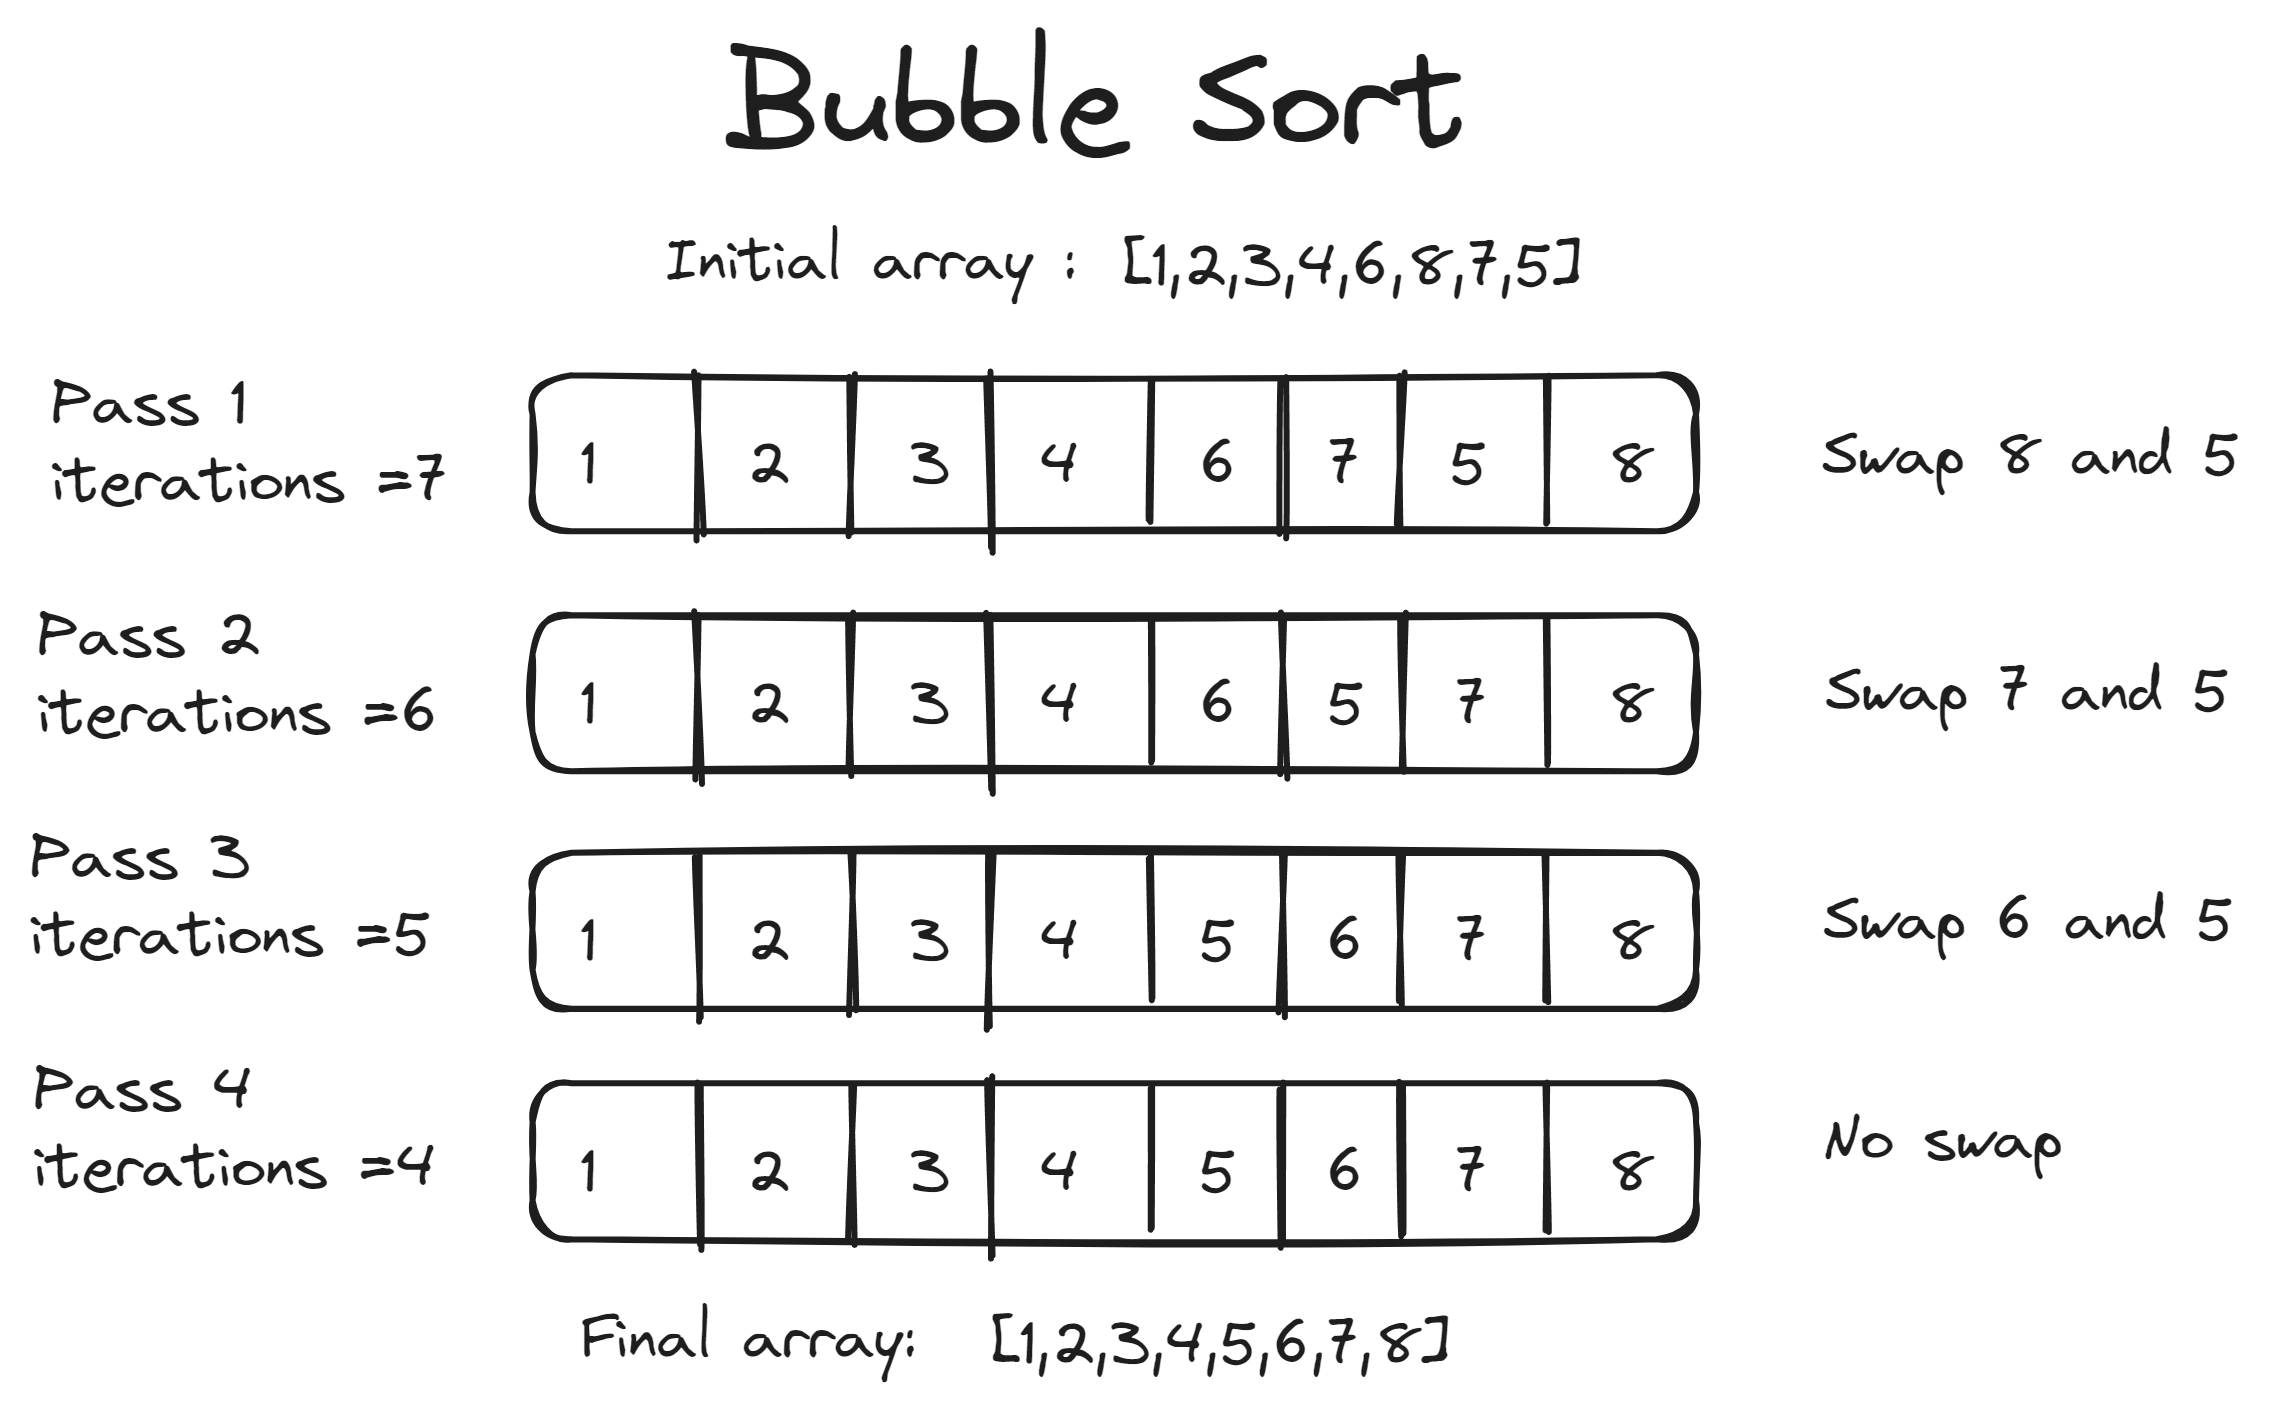 Bubble Sort
Initial array : [1,2,3,4,6,8,7,5]
Pass 1
iterations =7
1 2 3 4 6 7 5 8
Swap 8 and 5
Pass 2
iterations =6
1 2 3 4 6 5 7 8
Swap 7 and 5
Pass 3
iterations =5
1 2 3 4 5 6 7 8
Swap 6 and 5
Pass 4
iterations =4
1 2 3 4 5 6 7 8
No swap
Final array: [1,2,3,4,5,6,7,8]